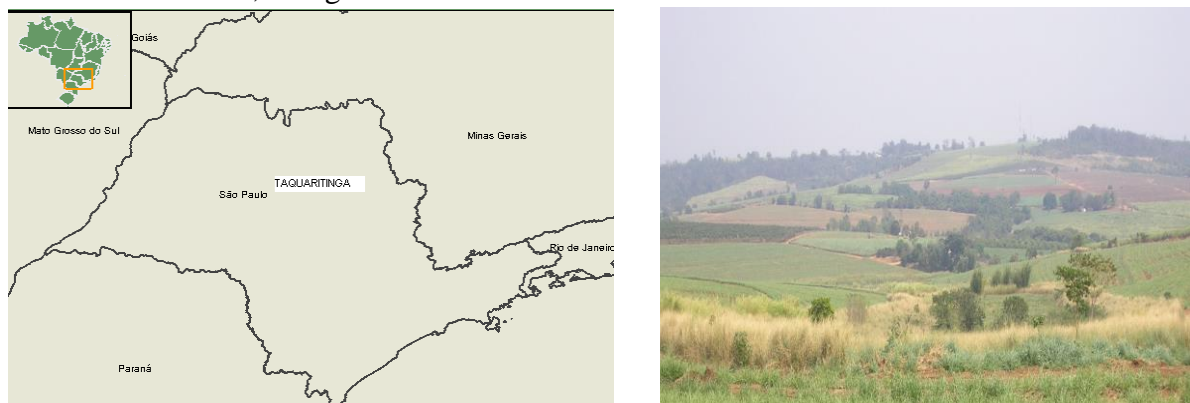 Goiás
Mato Grosso do Sul
Minas Gerais
TAQUARITINGA
São Paulo
Rio de Janeiro
Paraná